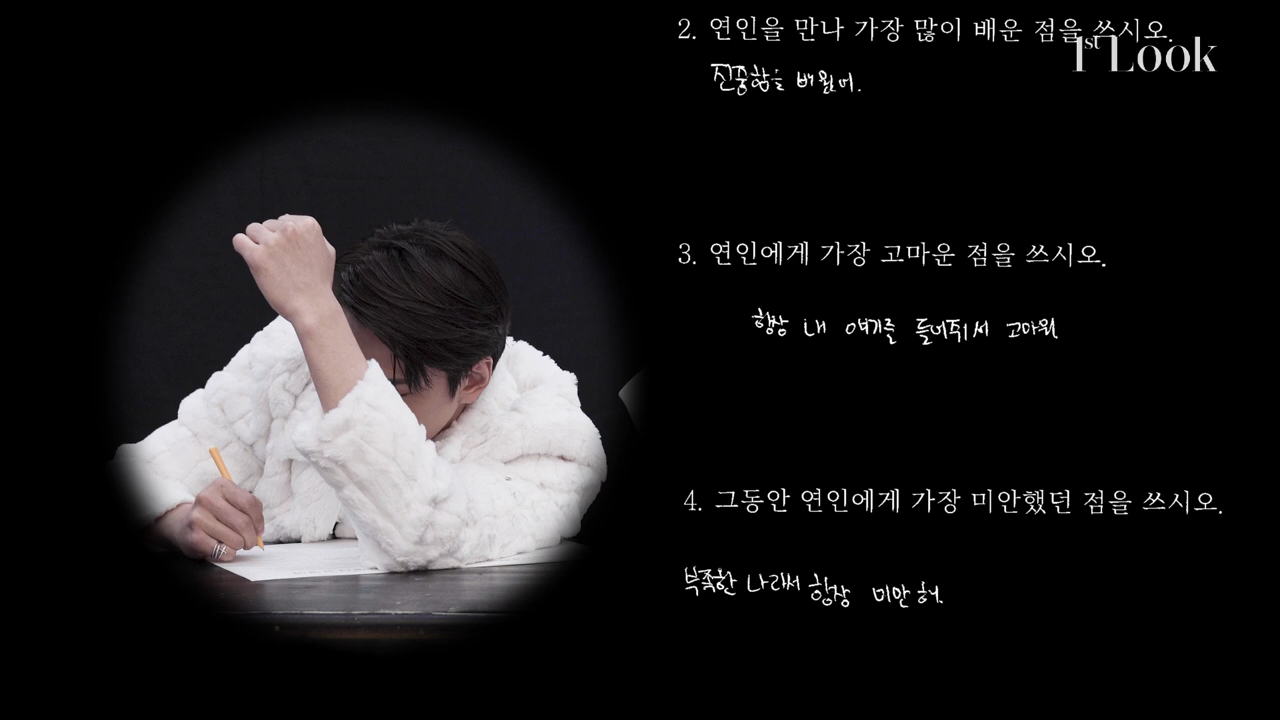 2. 연인을 만나 가장 많이 배운 점을 쓰시오.
1st Look
진중함을 배웠어.
3. 연인에게 가장 고마운 점을 쓰시오.
항상 내 얘기를 들어줘서 고마워
4. 그동안 연인에게 가장 미안했던 점을 쓰시오.
부족한 나라서 항상 미안해.